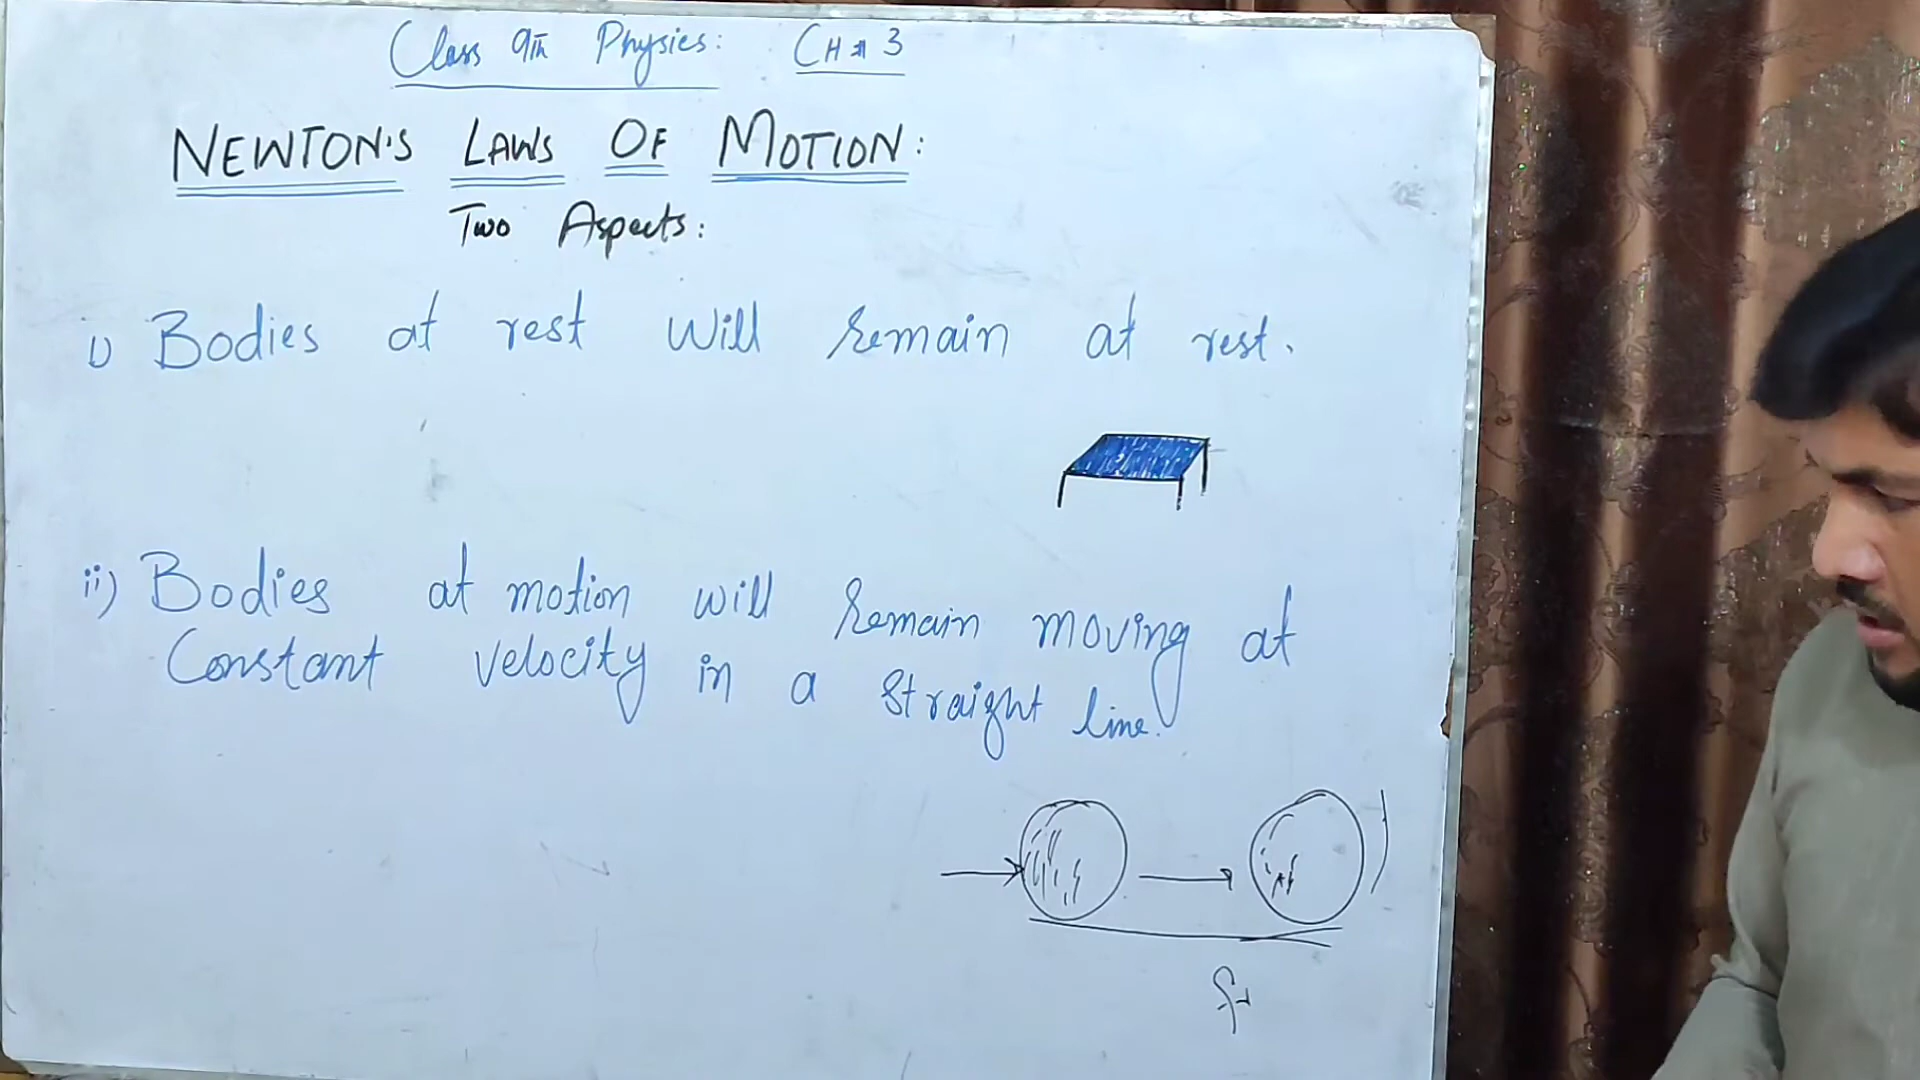 Class 9th Physics: CH # 3
NEWTON'S LAWS OF MOTION:
Two Aspects:
i) Bodies at rest will remain at rest.
ii) Bodies at motion will remain moving at
Constant velocity in a straight line.